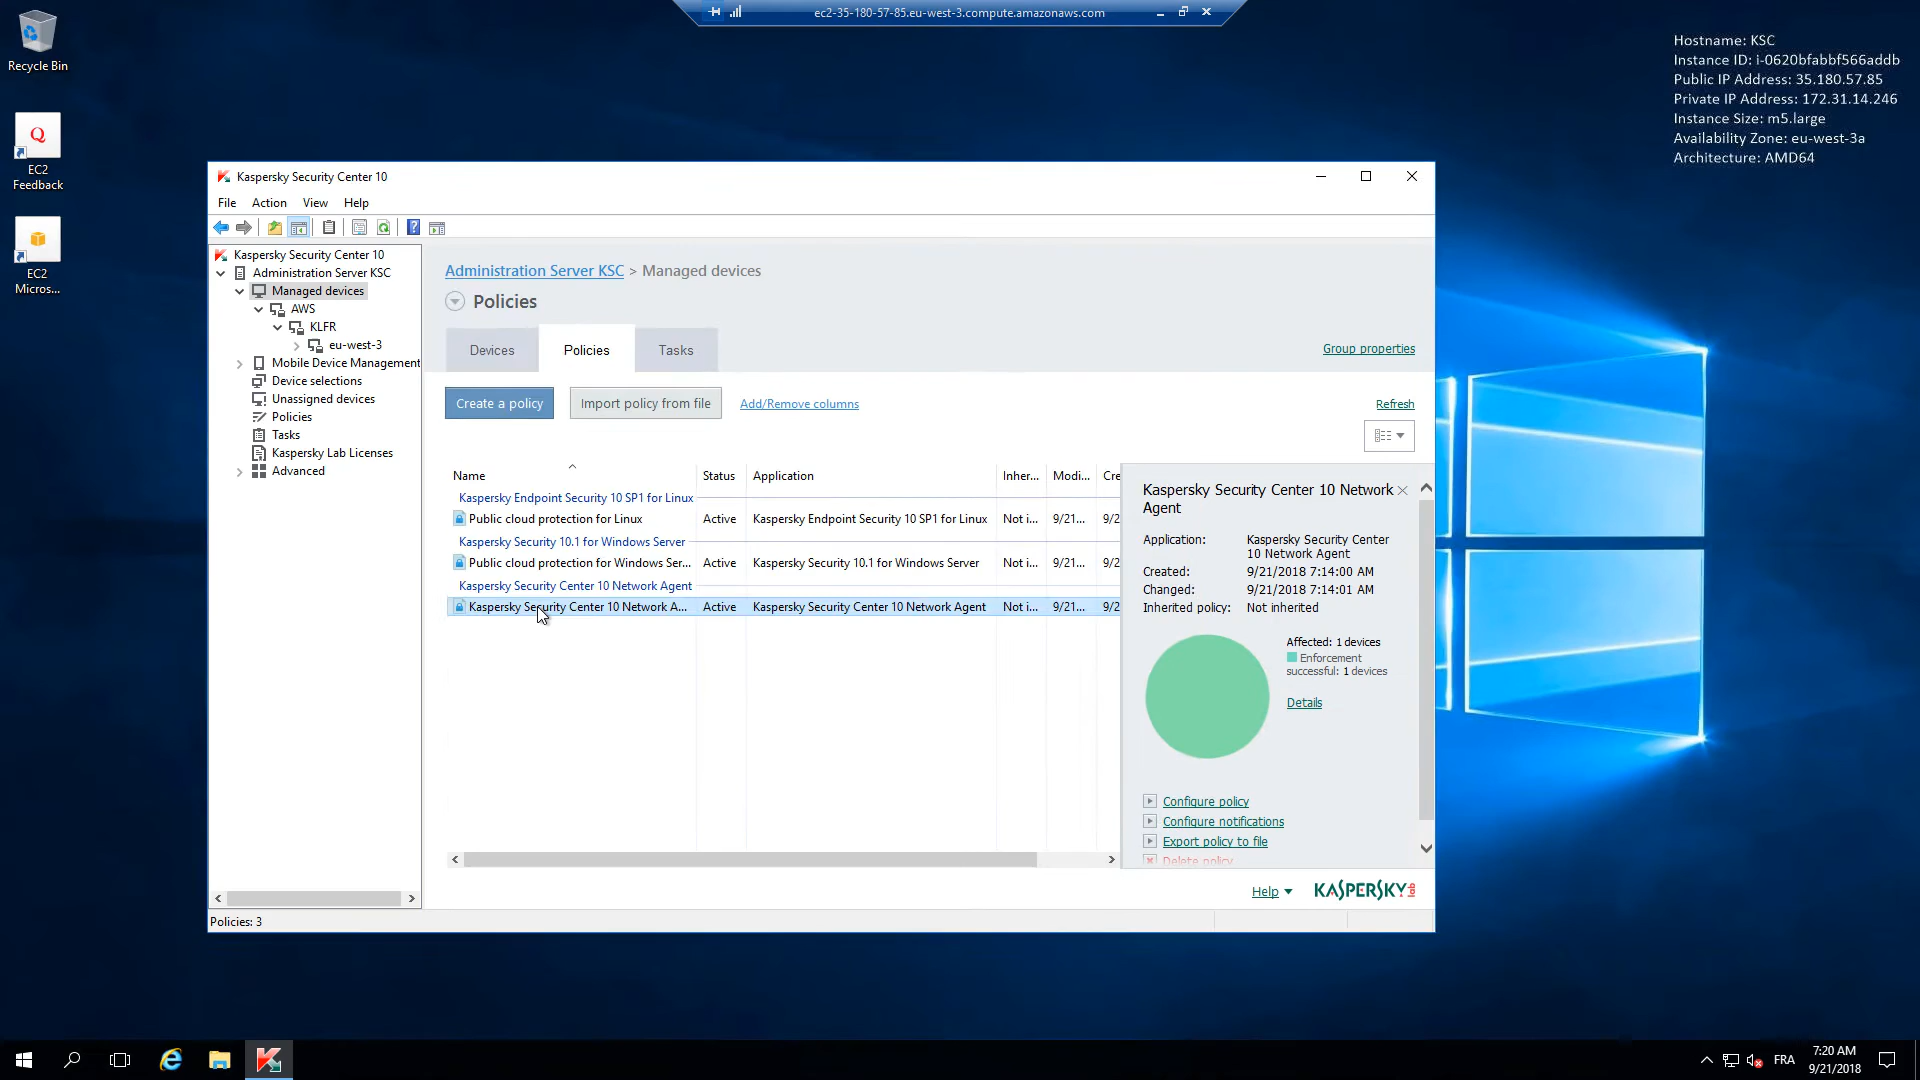 ec2-35-180-57-85.eu-west-3.compute.amazonaws.com
Recycle Bin
EC2
Feedback
EC2
Micros...
Hostname: KSC
Instance ID: i-0620bfabbf566addb
Public IP Address: 35.180.57.85
Private IP Address: 172.31.14.246
Instance Size: m5.large
Availability Zone: eu-west-3a
Architecture: AMD64
Kaspersky Security Center 10
File Action View Help
Kaspersky Security Center 10
Administration Server KSC
Managed devices
AWS
KLFR
eu-west-3
Mobile Device Management
Device selections
Unassigned devices
Policies
Tasks
Kaspersky Lab Licenses
Advanced
Administration Server KSC > Managed devices
Policies
Devices Policies Tasks
Group properties
Create a policy Import policy from file Add/Remove columns
Refresh
Name Status Application Inher... Modi... Cre
Kaspersky Endpoint Security 10 SP1 for Linux
Public cloud protection for Linux Active Kaspersky Endpoint Security 10 SP1 for Linux Not i... 9/21... 9/2
Kaspersky Security 10.1 for Windows Server
Public cloud protection for Windows Ser... Active Kaspersky Security 10.1 for Windows Server Not i... 9/21... 9/2
Kaspersky Security Center 10 Network Agent
Kaspersky Security Center 10 Network A... Active Kaspersky Security Center 10 Network Agent Not i... 9/21... 9/2
Kaspersky Security Center 10 Network
Agent
Application: Kaspersky Security Center
10 Network Agent
Created: 9/21/2018 7:14:00 AM
Changed: 9/21/2018 7:14:01 AM
Inherited policy: Not inherited
Affected: 1 devices
Enforcement
successful: 1 devices
Details
Configure policy
Configure notifications
Export policy to file
Delete policy
Help
KASPERSKY lab
Policies: 3
FRA
7:20 AM
9/21/2018